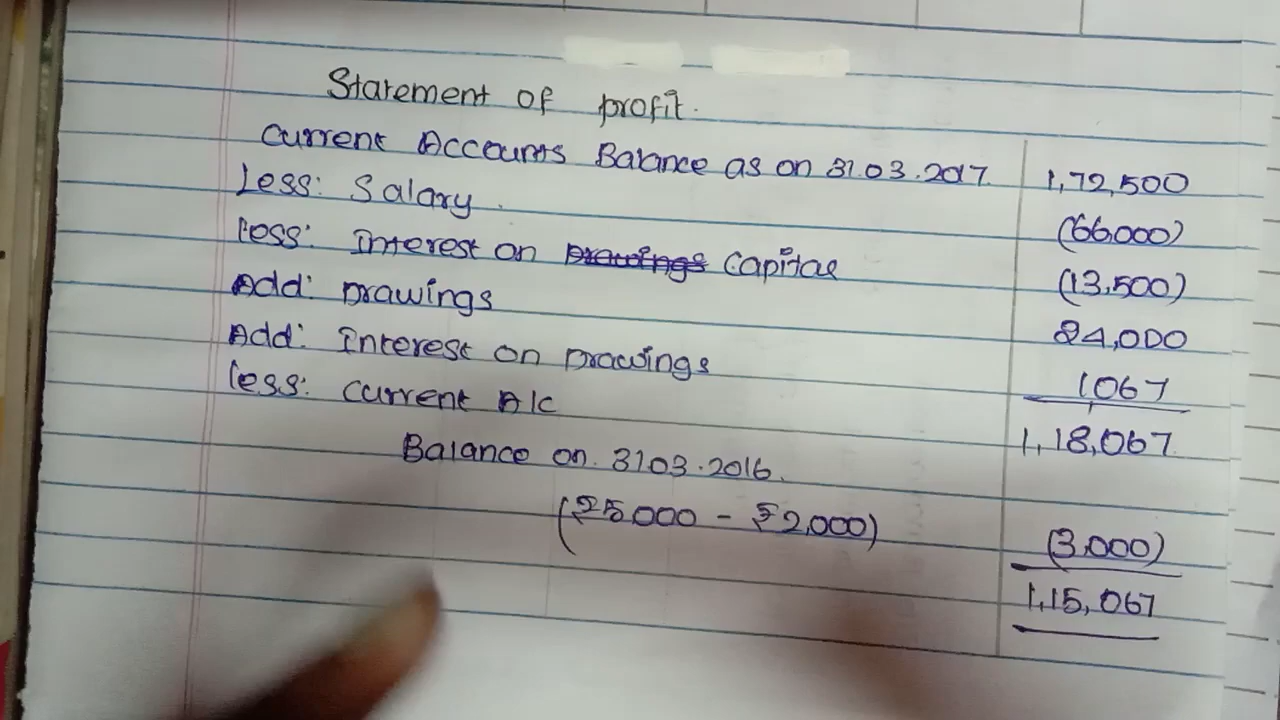 Statement of profit.
Current Accounts Balance as on 31.03.2017. 1,72,500
Less: Salary. (66,000)
Less: Interest on Drawings Capital (13,500)
Add: Drawings 24,000
Add: Interest on Drawings 1067
Less: Current A/c 1,18,067.
Balance on. 31.03.2016.
(₹5,000 - ₹2,000) (3,000)
1,15,067